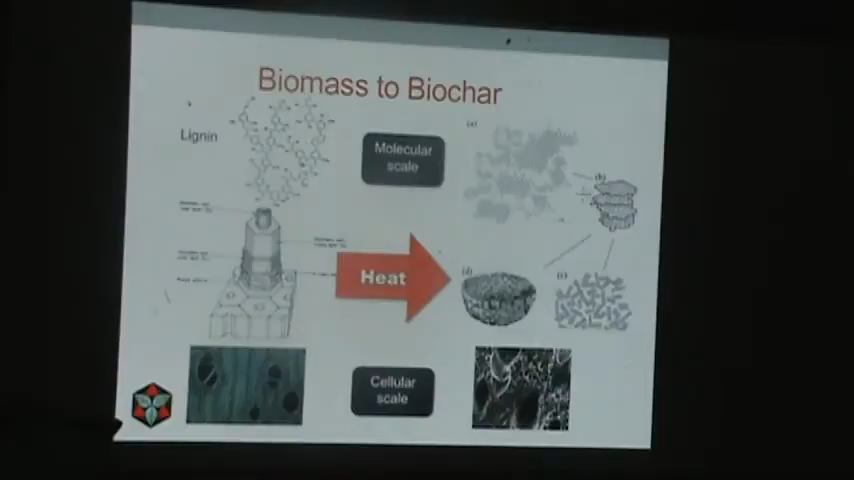 Biomass to Biochar
Lignin
Molecular
scale
(a)
(b)
Heat
(d)
(c)
Cellular
scale